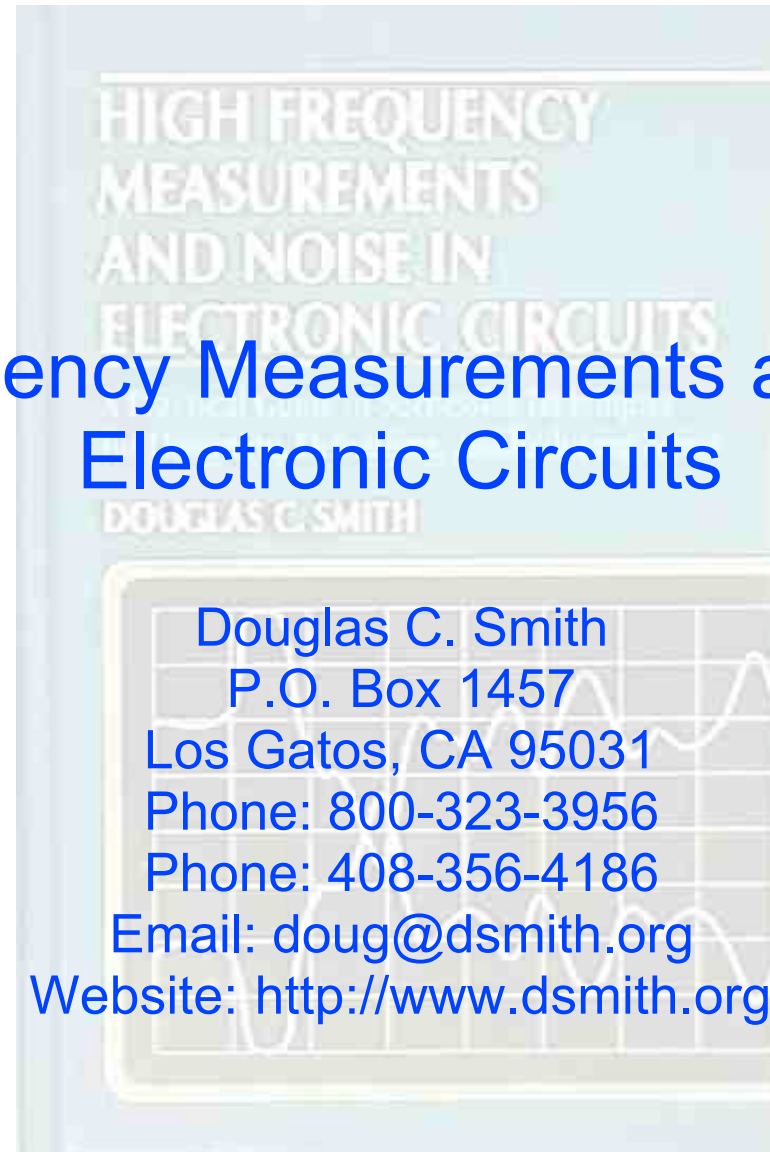 HIGH FREQUENCY
MEASUREMENTS
AND NOISE IN
ELECTRONIC CIRCUITS
ency Measurements a
Electronic Circuits
DOUGLAS C. SMITH
Douglas C. Smith
P.O. Box 1457
Los Gatos, CA 95031
Phone: 800-323-3956
Phone: 408-356-4186
Email: doug@dsmith.org
Website: http://www.dsmith.org